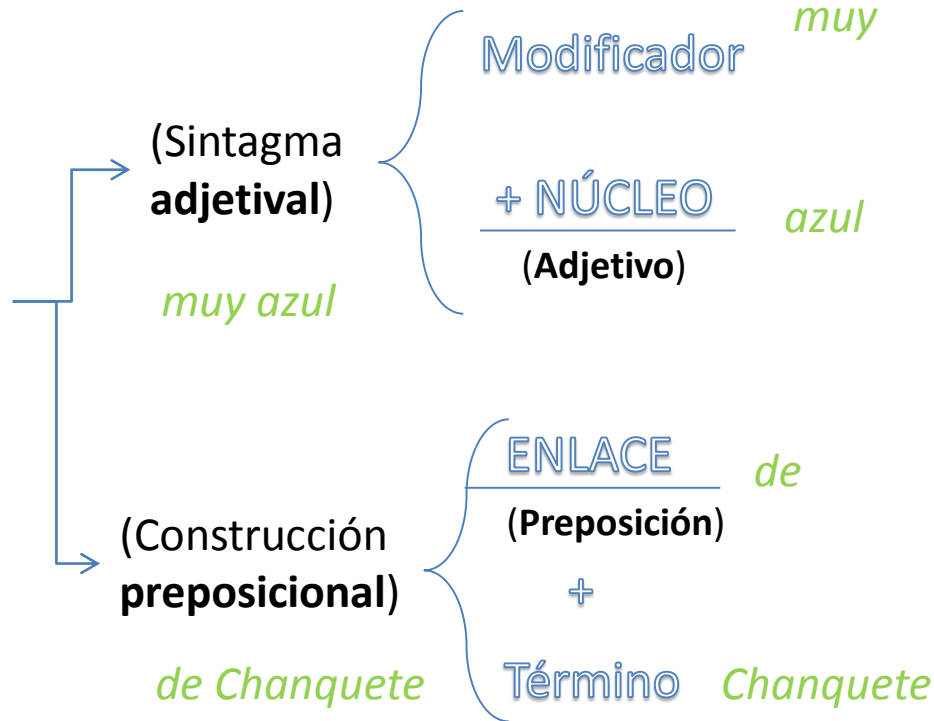 muy
Modificador
(Sintagma
adjetival)
+ NÚCLEO
azul
(Adjetivo)
muy azul
ENLACE
de
(Preposición)
(Construcción
preposicional)
+
de Chanquete
Término
Chanquete